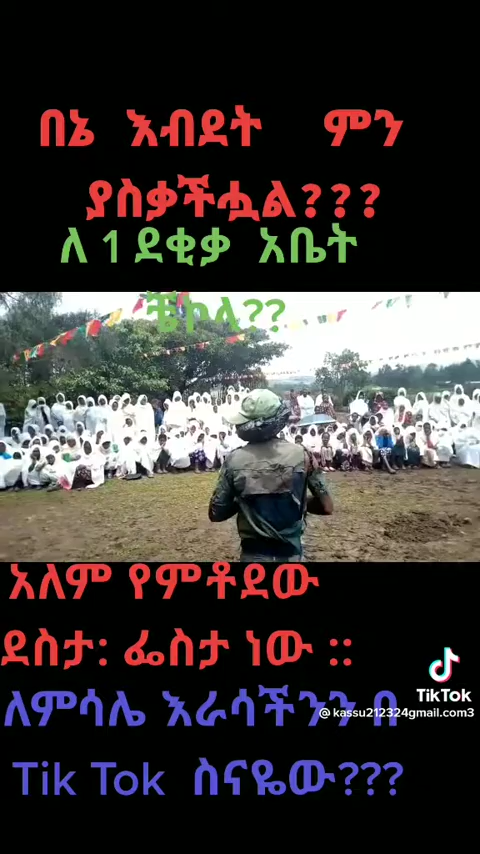 በኔ እብደት ምን
ያስቃችሗል???
ለ 1 ደቂቃ አቤት
ቼኮላ??
አለም የምቶደው
ደስታ: ፌስታ ነው ::
ለምሳሌ እራሳችንን በ
Tik Tok ስናዬው???
TikTok
@ kassu212324gmail.com3